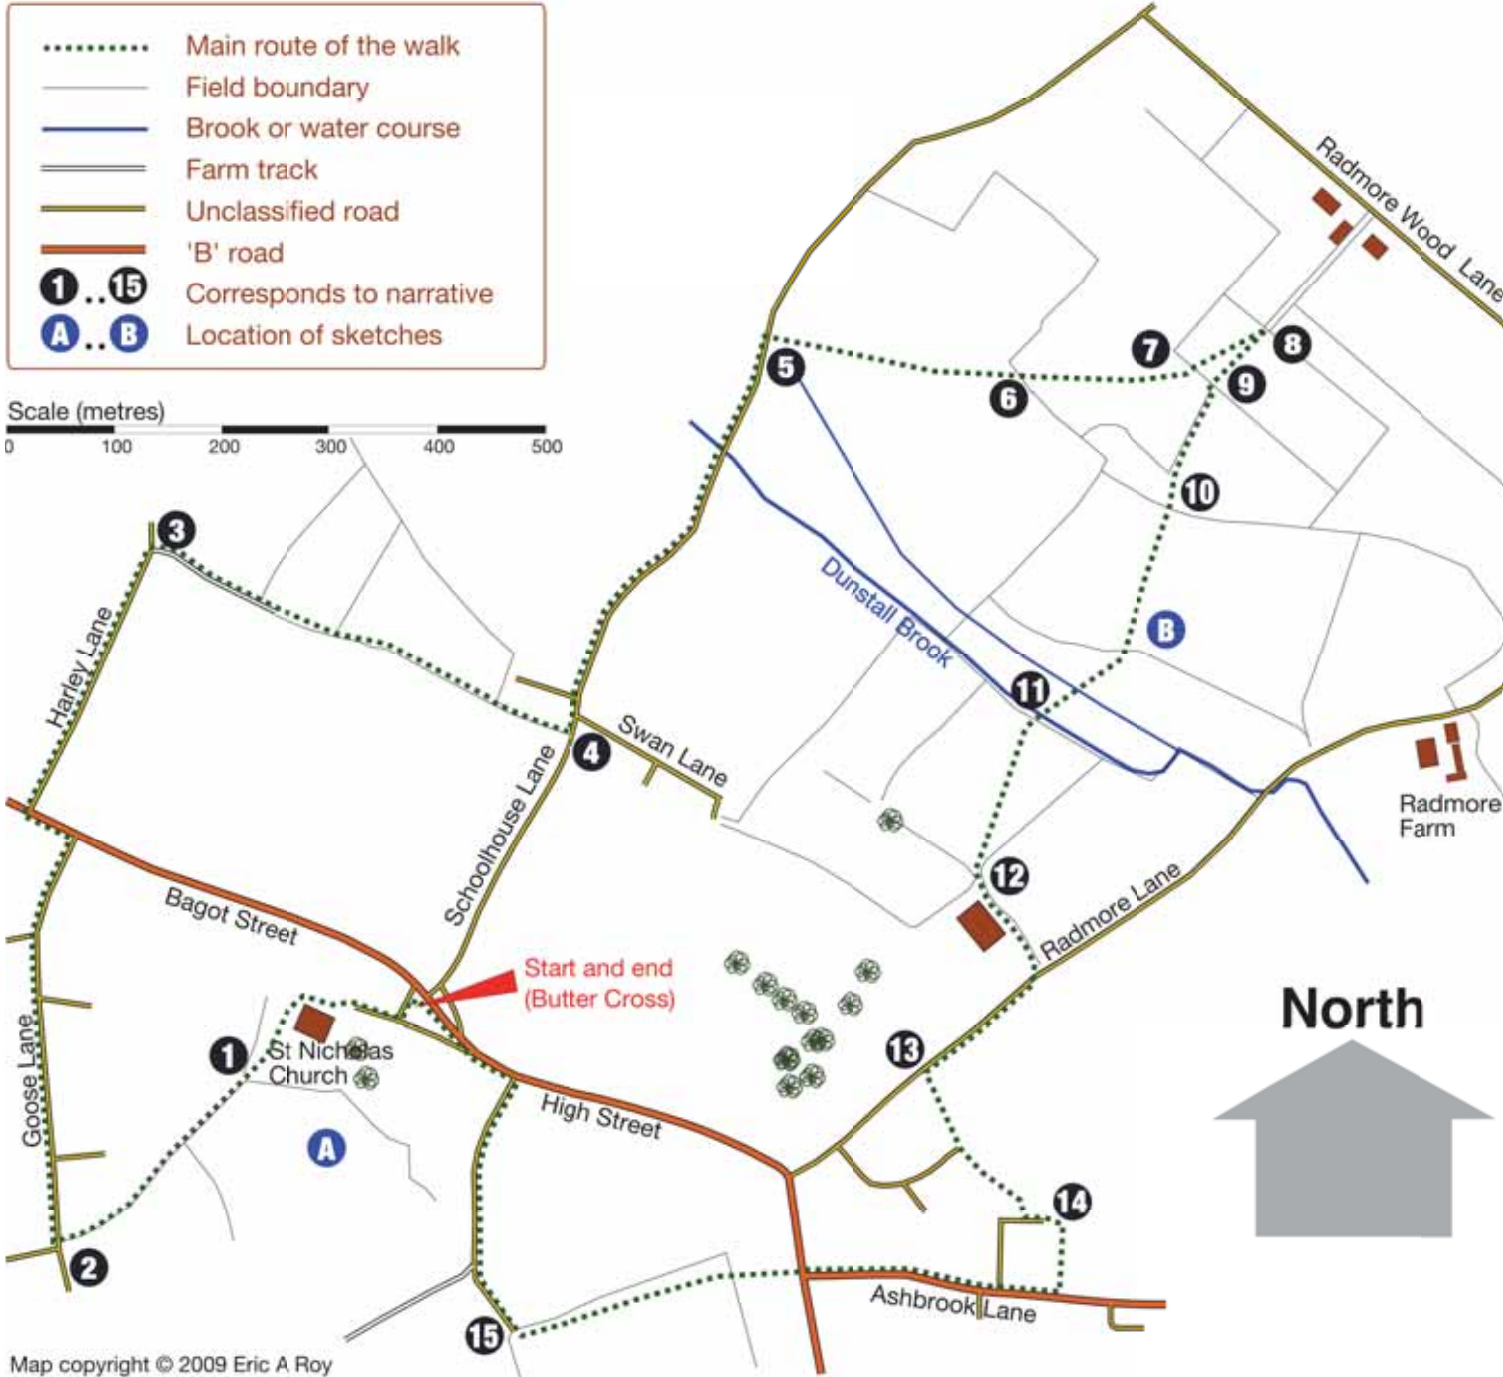 Main route of the walk
Field boundary
Brook or water course
Farm track
Unclassified road
'B' road
1 .. 15 Corresponds to narrative
A .. B Location of sketches
Scale (metres)
0 100 200 300 400 500
Radmore Wood Lane
5
6
7
8
9
10
3
Harley Lane
Dunstall Brook
B
11
4
Swan Lane
Schoolhouse Lane
Radmore
Farm
12
Radmore Lane
Bagot Street
Start and end
(Butter Cross)
North
1
St Nicholas
Church
13
Goose Lane
A
High Street
14
2
Ashbrook Lane
15
Map copyright © 2009 Eric A Roy